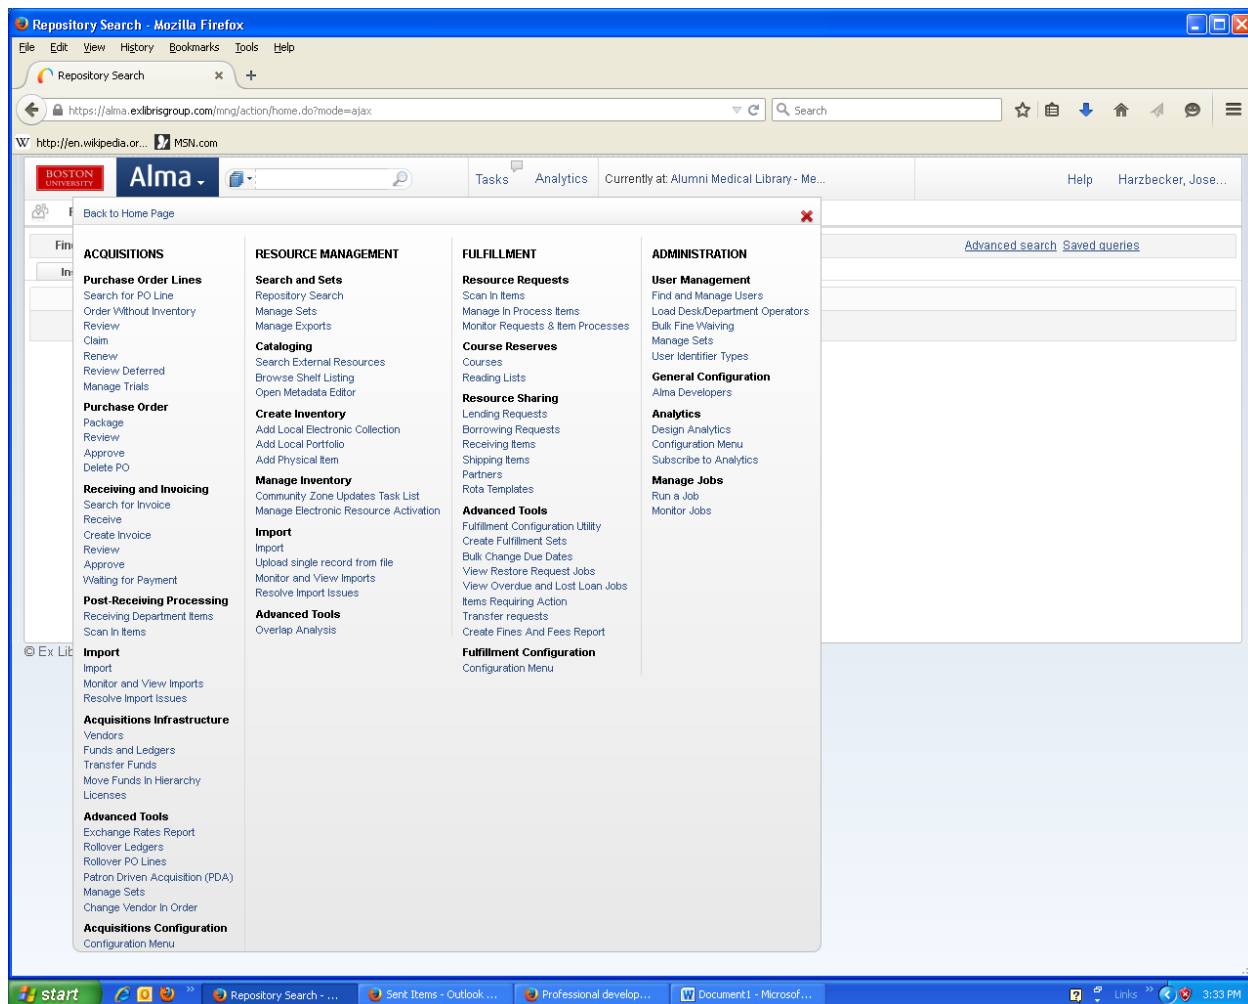 Repository Search - Mozilla Firefox
File Edit View History Bookmarks Tools Help
Repository Search × +
https://alma.exlibrisgroup.com/mng/action/home.do?mode=ajax Search
W http://en.wikipedia.or... MSN.com
BOSTON UNIVERSITY Alma Tasks Analytics Currently at: Alumni Medical Library - Me... Help Harzbecker, Jose...
Back to Home Page
Advanced search Saved queries
ACQUISITIONS
Purchase Order Lines
Search for PO Line
Order Without Inventory
Review
Claim
Renew
Review Deferred
Manage Trials
Purchase Order
Package
Review
Approve
Delete PO
Receiving and Invoicing
Search for Invoice
Receive
Create Invoice
Review
Approve
Waiting for Payment
Post-Receiving Processing
Receiving Department Items
Scan In Items
Import
Import
Monitor and View Imports
Resolve Import Issues
Acquisitions Infrastructure
Vendors
Funds and Ledgers
Transfer Funds
Move Funds In Hierarchy
Licenses
Advanced Tools
Exchange Rates Report
Rollover Ledgers
Rollover PO Lines
Patron Driven Acquisition (PDA)
Manage Sets
Change Vendor In Order
Acquisitions Configuration
Configuration Menu
RESOURCE MANAGEMENT
Search and Sets
Repository Search
Manage Sets
Manage Exports
Cataloging
Search External Resources
Browse Shelf Listing
Open Metadata Editor
Create Inventory
Add Local Electronic Collection
Add Local Portfolio
Add Physical Item
Manage Inventory
Community Zone Updates Task List
Manage Electronic Resource Activation
Import
Import
Upload single record from file
Monitor and View Imports
Resolve Import Issues
Advanced Tools
Overlap Analysis
FULFILLMENT
Resource Requests
Scan In Items
Manage In Process Items
Monitor Requests & Item Processes
Course Reserves
Courses
Reading Lists
Resource Sharing
Lending Requests
Borrowing Requests
Receiving Items
Shipping Items
Partners
Rota Templates
Advanced Tools
Fulfillment Configuration Utility
Create Fulfillment Sets
Bulk Change Due Dates
View Restore Request Jobs
View Overdue and Lost Loan Jobs
Items Requiring Action
Transfer requests
Create Fines And Fees Report
Fulfillment Configuration
Configuration Menu
ADMINISTRATION
User Management
Find and Manage Users
Load Desk/Department Operators
Bulk Fine Waiving
Manage Sets
User Identifier Types
General Configuration
Alma Developers
Analytics
Design Analytics
Configuration Menu
Subscribe to Analytics
Manage Jobs
Run a Job
Monitor Jobs
© Ex Lib
start Repository Search - ... Sent Items - Outlook ... Professional develop... Document1 - Microsof... Links 3:33 PM